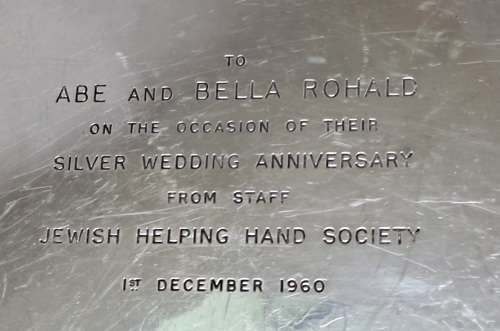 TO
ABE AND BELLA ROHALD
ON THE OCCASION OF THEIR
SILVER WEDDING ANNIVERSARY
FROM STAFF
JEWISH HELPING HAND SOCIETY
1ST DECEMBER 1960